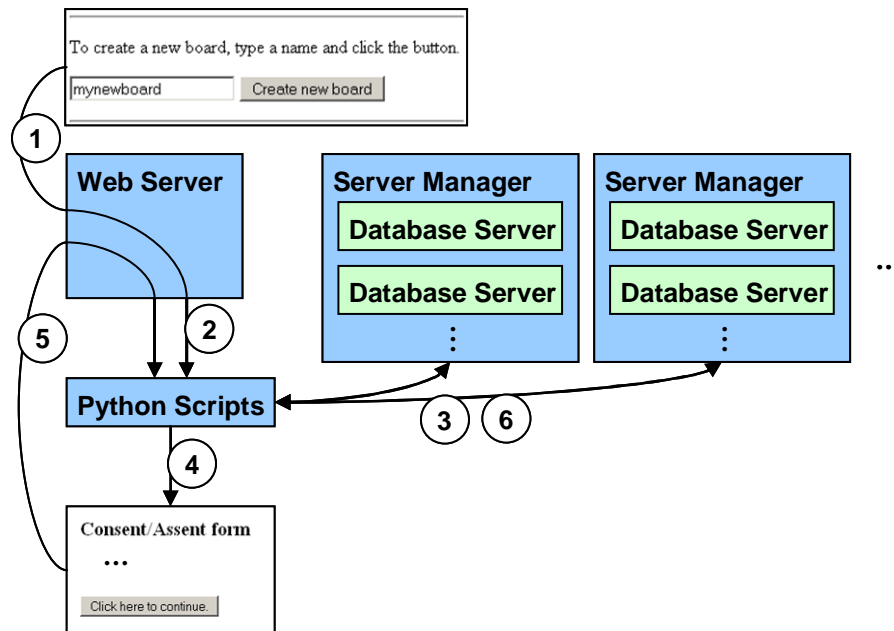 To create a new board, type a name and click the button.
mynewboard Create new board
1
Web Server
Server Manager
Database Server
Database Server
⋮
Server Manager
Database Server
Database Server
⋮
..
2
5
Python Scripts
3
6
4
Consent/Assent form
...
Click here to continue.